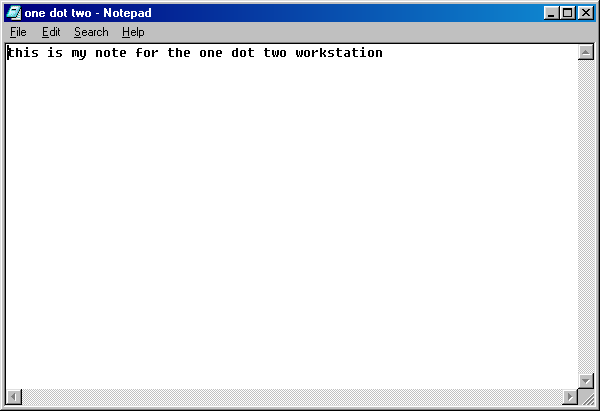 one dot two - Notepad
File Edit Search Help
this is my note for the one dot two workstation